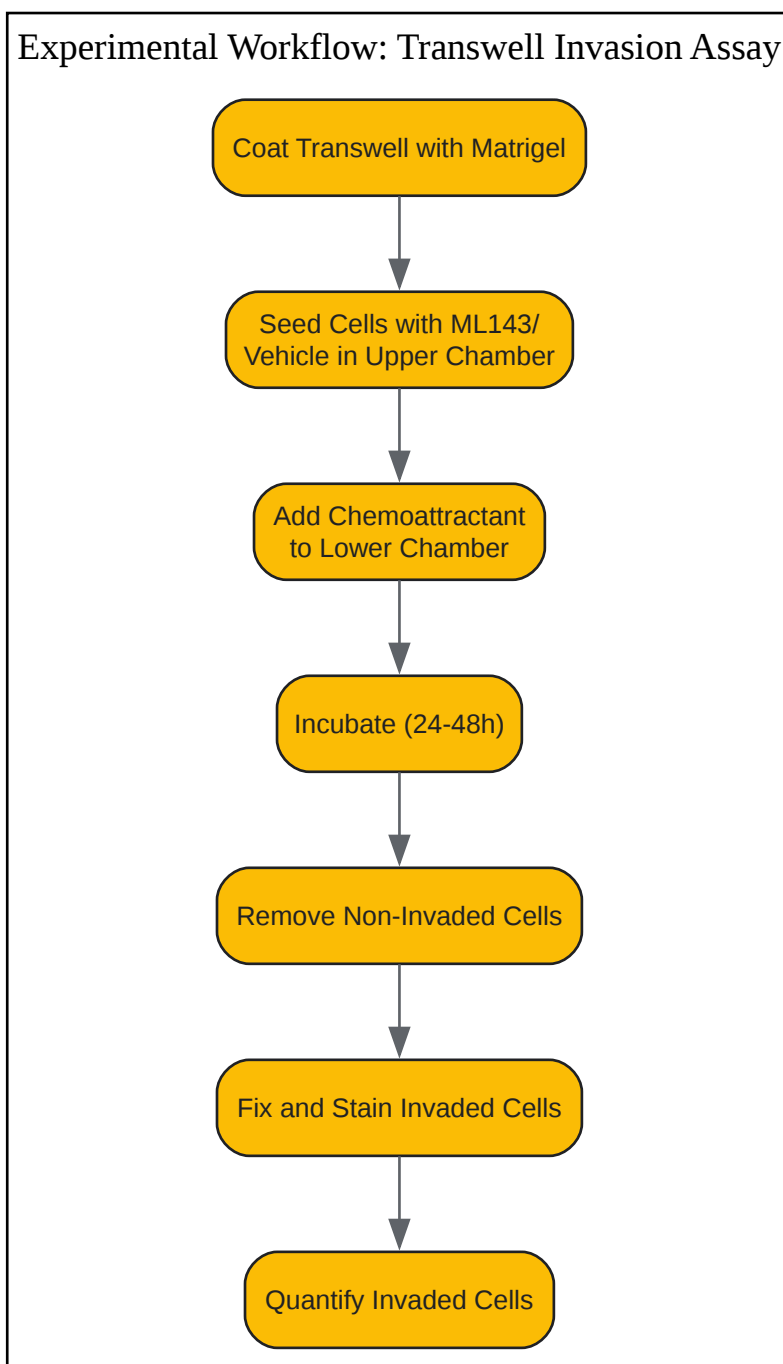 Experimental Workflow: Transwell Invasion Assay
Coat Transwell with Matrigel
Seed Cells with ML143/
Vehicle in Upper Chamber
Add Chemoattractant
to Lower Chamber
Incubate (24-48h)
Remove Non-Invaded Cells
Fix and Stain Invaded Cells
Quantify Invaded Cells